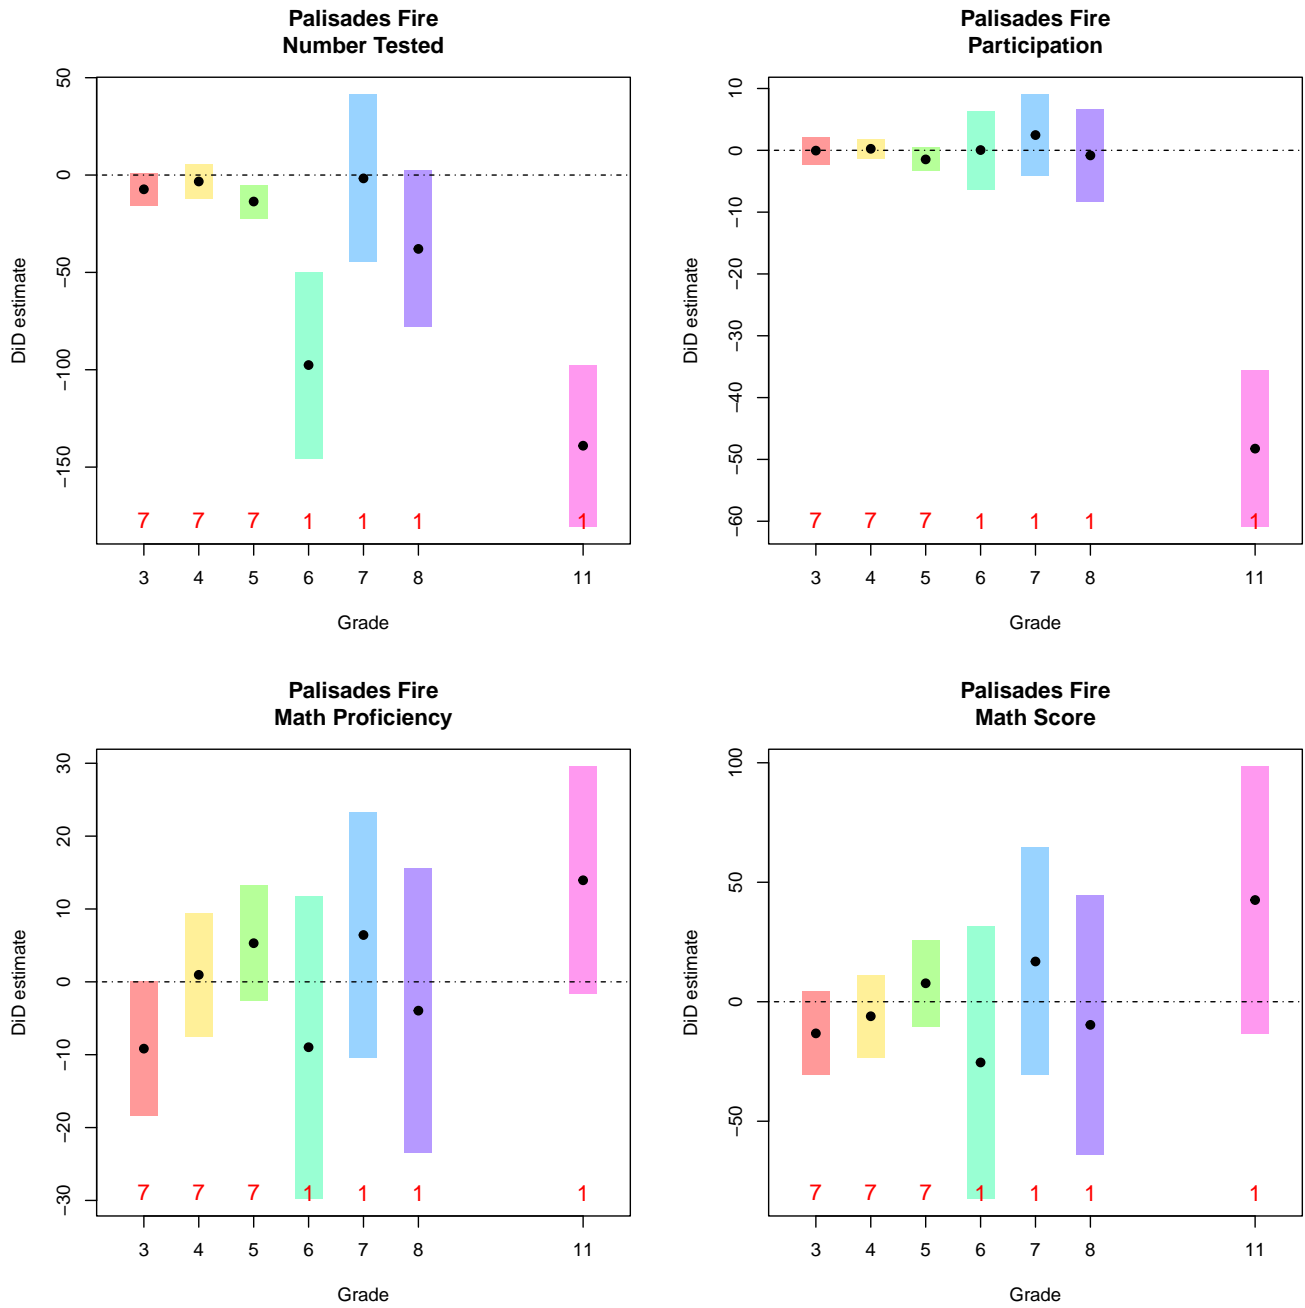 Palisades Fire
Number Tested
DiD estimate
50
0
−50
−100
−150
7 7 7 1 1 1 1
3 4 5 6 7 8 11
Grade
Palisades Fire
Participation
DiD estimate
10
0
−10
−20
−30
−40
−50
−60
7 7 7 1 1 1 1
3 4 5 6 7 8 11
Grade
Palisades Fire
Math Proficiency
DiD estimate
30
20
10
0
−10
−20
−30
7 7 7 1 1 1 1
3 4 5 6 7 8 11
Grade
Palisades Fire
Math Score
DiD estimate
100
50
0
−50
7 7 7 1 1 1 1
3 4 5 6 7 8 11
Grade